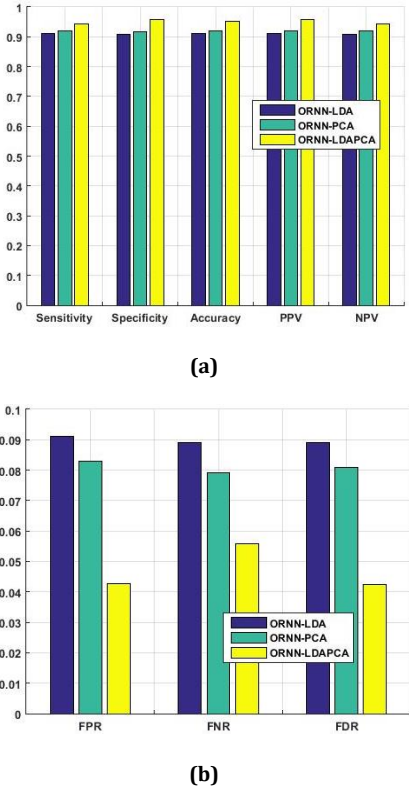 1
0.9
0.8
0.7
0.6
0.5
0.4
0.3
0.2
0.1
0
ORNN-LDA
ORNN-PCA
ORNN-LDAPCA
Sensitivity Specificity Accuracy PPV NPV
(a)
0.1
0.09
0.08
0.07
0.06
0.05
0.04
0.03
0.02
0.01
0
ORNN-LDA
ORNN-PCA
ORNN-LDAPCA
FPR FNR FDR
(b)